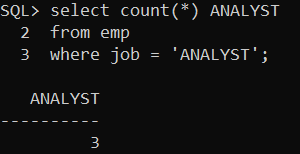 SQL> select count(*) ANALYST
  2  from emp
  3  where job = 'ANALYST';
   ANALYST
----------
         3